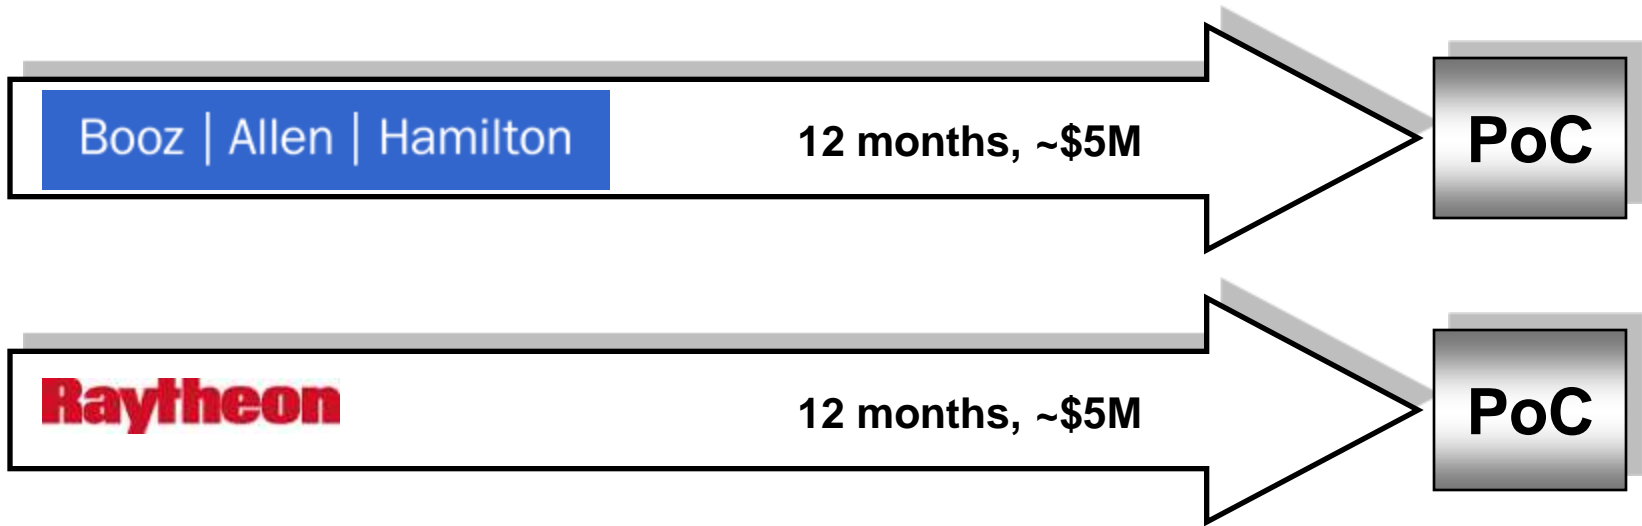 Booz | Allen | Hamilton
12 months, ~$5M
PoC
Raytheon
12 months, ~$5M
PoC